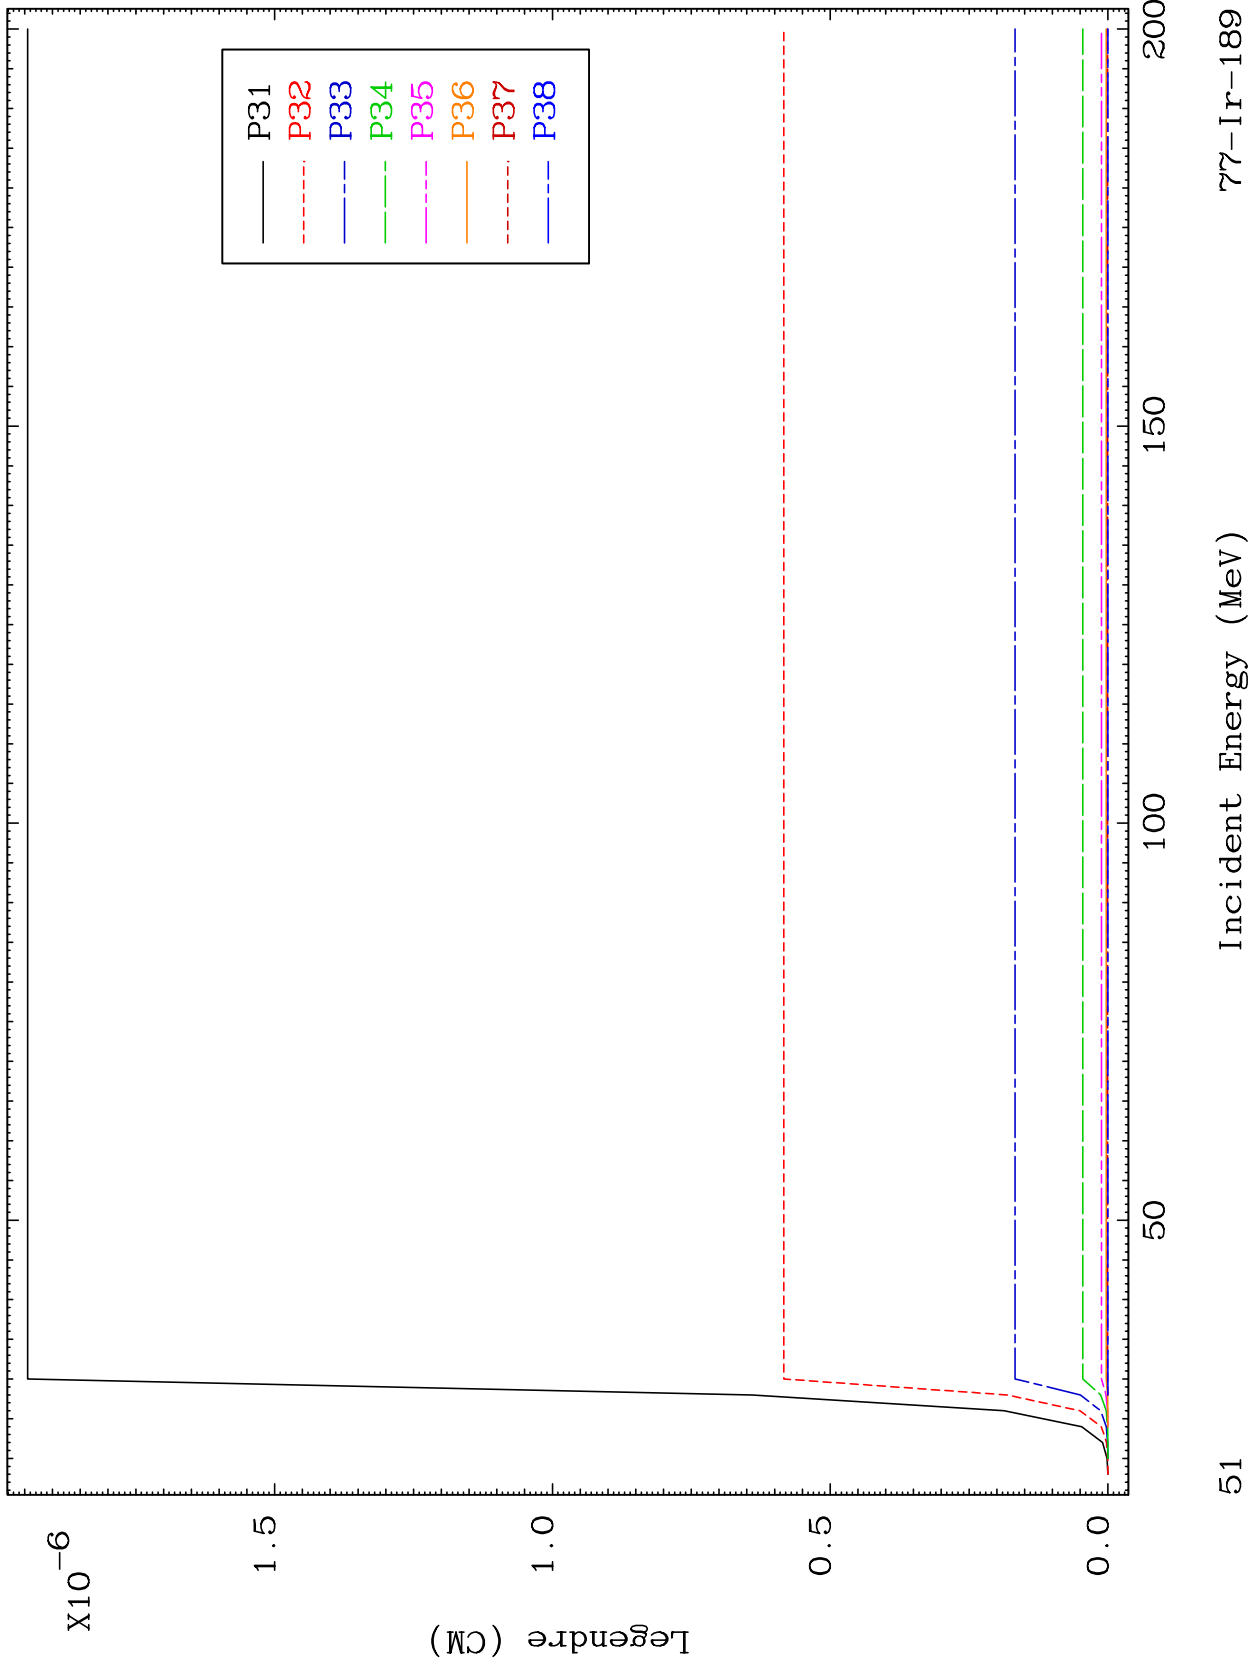 X10-6
1.5
1.0
0.5
0.0
Legendre (CM)
P31
P32
P33
P34
P35
P36
P37
P38
50
100
150
200
Incident Energy (MeV)
51
77-Ir-189